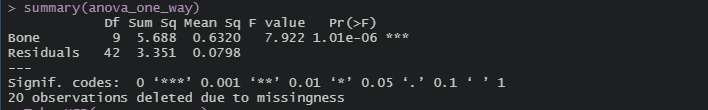 > summary(anova_one_way)
            Df Sum Sq Mean Sq F value   Pr(>F)
Bone         9  5.688  0.6320   7.922 1.01e-06 ***
Residuals   42  3.351  0.0798
---
Signif. codes:  0 ‘***’ 0.001 ‘**’ 0.01 ‘*’ 0.05 ‘.’ 0.1 ‘ ’ 1
20 observations deleted due to missingness